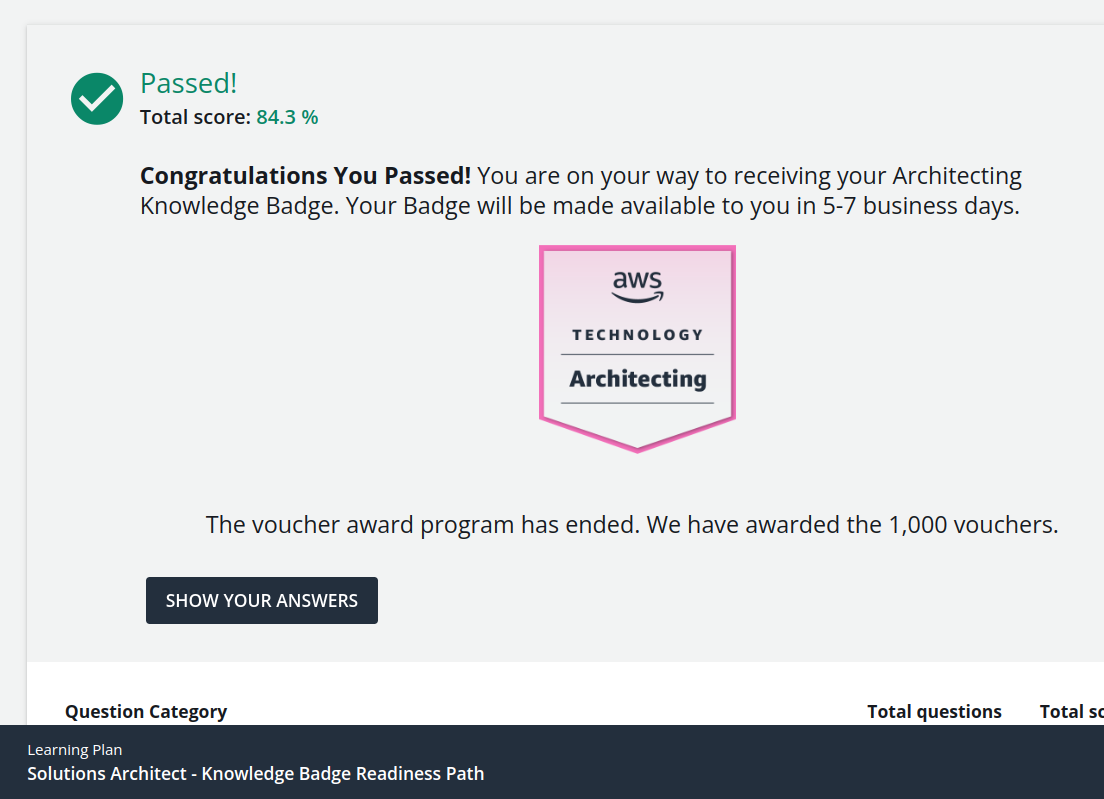 Passed!
Total score: 84.3 %
Congratulations You Passed! You are on your way to receiving your Architecting
Knowledge Badge. Your Badge will be made available to you in 5-7 business days.
aws
TECHNOLOGY
Architecting
The voucher award program has ended. We have awarded the 1,000 vouchers.
SHOW YOUR ANSWERS
Question Category Total questions Total sc
Learning Plan
Solutions Architect - Knowledge Badge Readiness Path